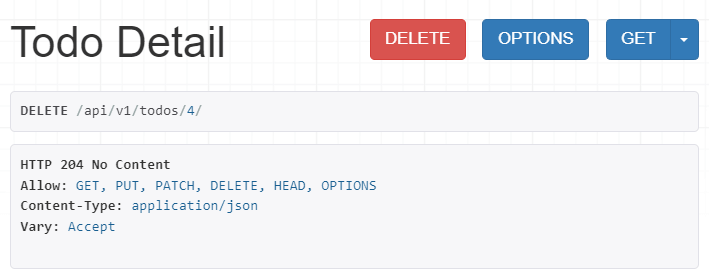 Todo Detail
DELETE OPTIONS GET
DELETE /api/v1/todos/4/
HTTP 204 No Content
Allow: GET, PUT, PATCH, DELETE, HEAD, OPTIONS
Content-Type: application/json
Vary: Accept